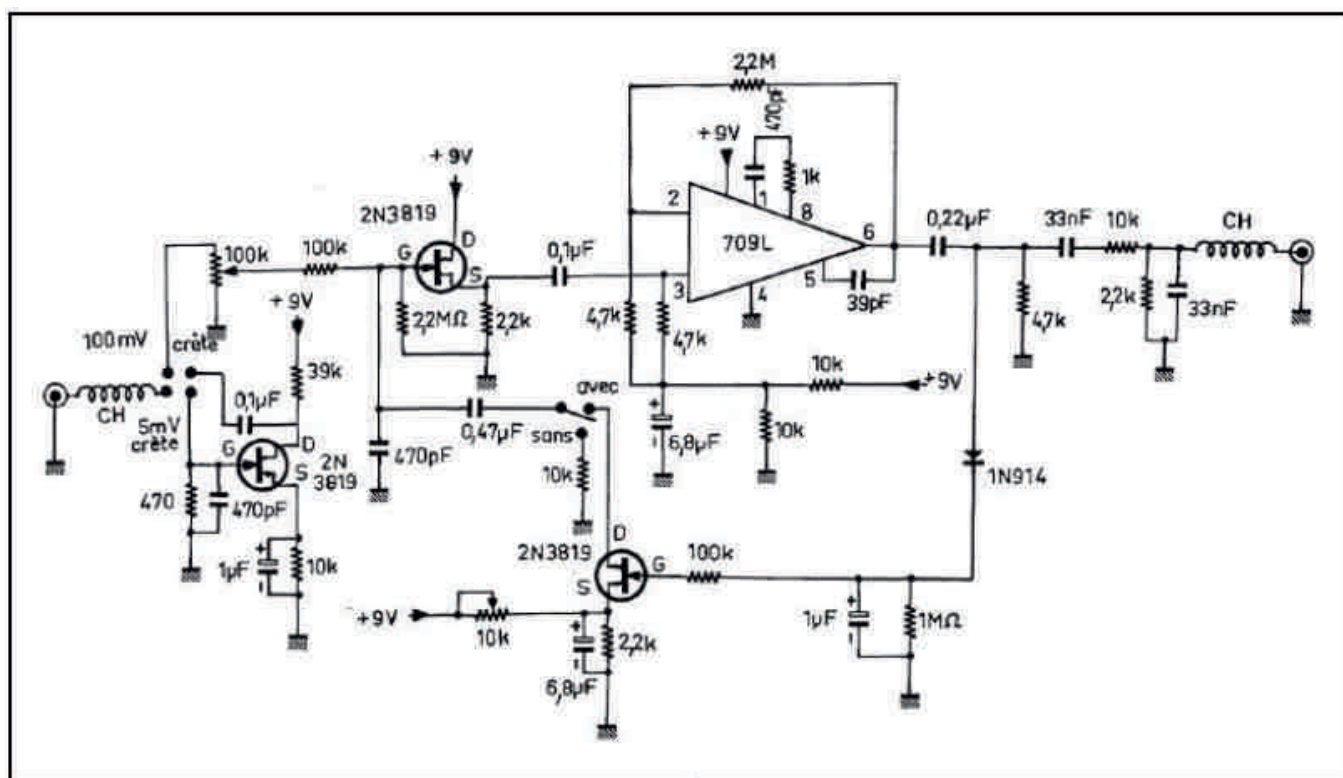 2,2M
470pF
+9V
1k
+9V
1
8
2N3819
2
6
0,22µF
33nF
10k
CH
D
709L
100k
100k
G
0,1µF
S
5
3
4
39pF
+9V
2,2MΩ
2,2k
4,7k
4,7k
4,7k
2,2k
33nF
100mV
crête
39k
10k
avec
+9V
CH
0,1µF
5mV
crête
D
0,47µF
sans
6,8µF
10k
G
S
2N
3819
470pF
10k
1N914
470
470pF
D
2N3819
100k
G
1µF
10k
S
+9V
10k
2,2k
1µF
1MΩ
6,8µF